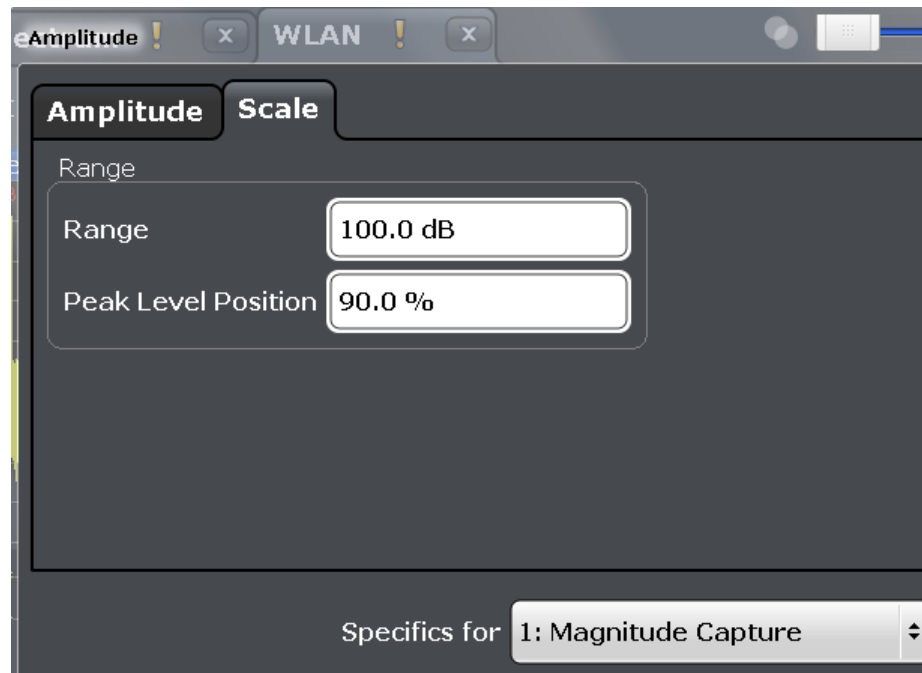 Amplitude ! x WLAN ! x
Amplitude Scale
Range
Range 100.0 dB
Peak Level Position 90.0 %
Specifics for 1: Magnitude Capture